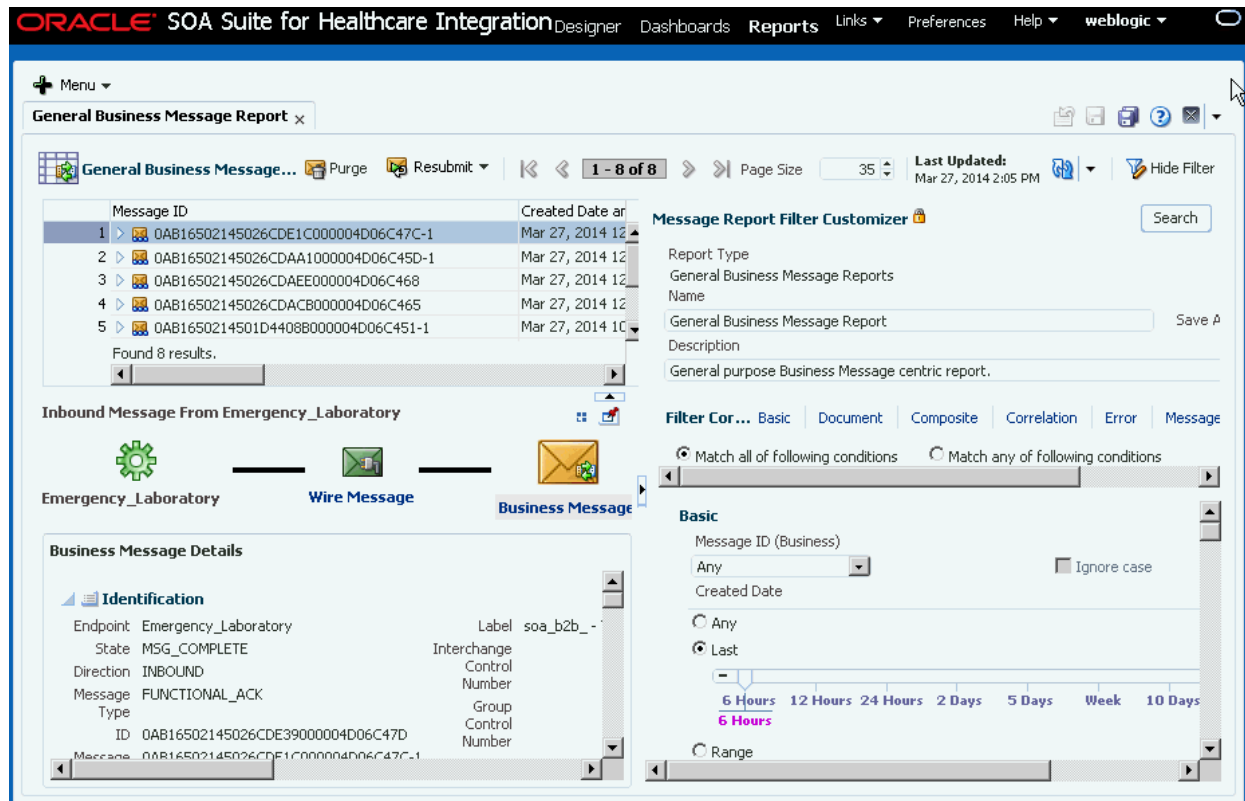 ORACLE® SOA Suite for Healthcare Integration Designer Dashboards Reports Links Preferences Help weblogic
Menu
General Business Message Report x
General Business Message... Purge Resubmit 1 - 8 of 8 Page Size 35 Last Updated: Mar 27, 2014 2:05 PM Hide Filter
Message ID Created Date ar
1 0AB16502145026CDE1C000004D06C47C-1 Mar 27, 2014 12
2 0AB16502145026CDAA1000004D06C45D-1 Mar 27, 2014 12
3 0AB16502145026CDAEE000004D06C468 Mar 27, 2014 12
4 0AB16502145026CDACB000004D06C465 Mar 27, 2014 12
5 0AB1650214501D4408B000004D06C451-1 Mar 27, 2014 10
Found 8 results.
Inbound Message From Emergency_Laboratory
Emergency_Laboratory Wire Message Business Message
Business Message Details
Identification
Endpoint Emergency_Laboratory
State MSG_COMPLETE
Direction INBOUND
Message Type FUNCTIONAL_ACK
ID 0AB16502145026CDE39000004D06C47D
Message 0AB16502145026CDE1C000004D06C47C-1
Label soa_b2b_ -
Interchange
Control
Number
Group
Control
Number
Message Report Filter Customizer Search
Report Type
General Business Message Reports
Name
General Business Message Report Save A
Description
General purpose Business Message centric report.
Filter Cor... Basic Document Composite Correlation Error Message
Match all of following conditions Match any of following conditions
Basic
Message ID (Business)
Any Ignore case
Created Date
Any
Last
6 Hours 12 Hours 24 Hours 2 Days 5 Days Week 10 Days
6 Hours
Range